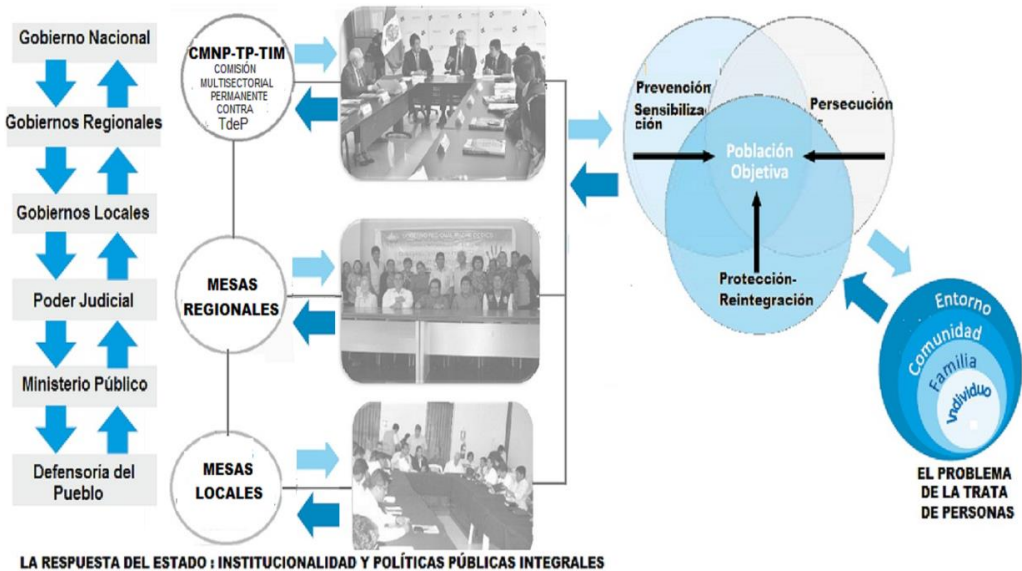 Gobierno Nacional
Gobiernos Regionales
Gobiernos Locales
Poder Judicial
Ministerio Público
Defensoría del
Pueblo
CMNP-TP-TIM
COMISIÓN
MULTISECTORIAL
PERMANENTE
CONTRA
TdeP
MESAS
REGIONALES
MESAS
LOCALES
Prevención
Sensibiliza
ción
Persecución
Población
Objetiva
Protección-
Reintegración
Entorno
Comunidad
Familia
Individuo
EL PROBLEMA
DE LA TRATA
DE PERSONAS
LA RESPUESTA DEL ESTADO : INSTITUCIONALIDAD Y POLÍTICAS PÚBLICAS INTEGRALES